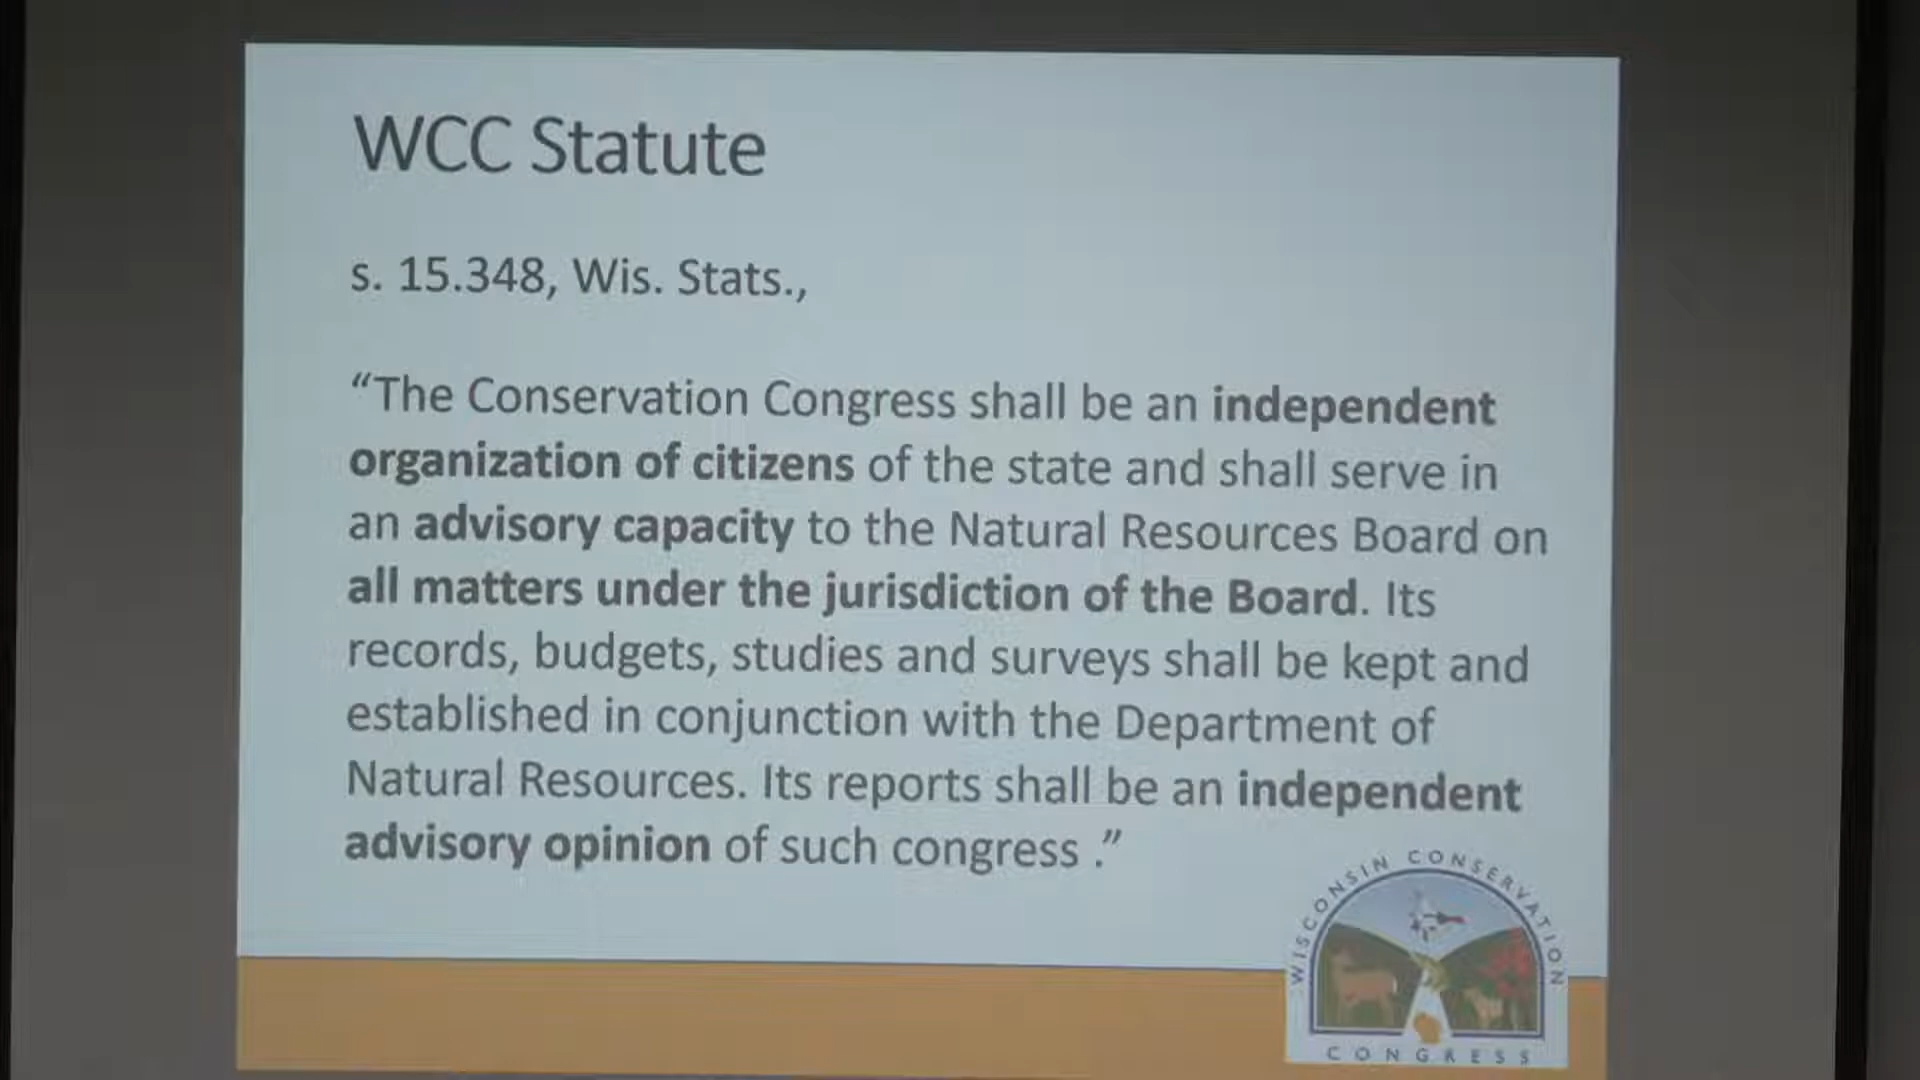 WCC Statute
s. 15.348, Wis. Stats.,
“The Conservation Congress shall be an independent
organization of citizens of the state and shall serve in
an advisory capacity to the Natural Resources Board on
all matters under the jurisdiction of the Board. Its
records, budgets, studies and surveys shall be kept and
established in conjunction with the Department of
Natural Resources. Its reports shall be an independent
advisory opinion of such congress .”
WISCONSIN CONSERVATION
CONGRESS